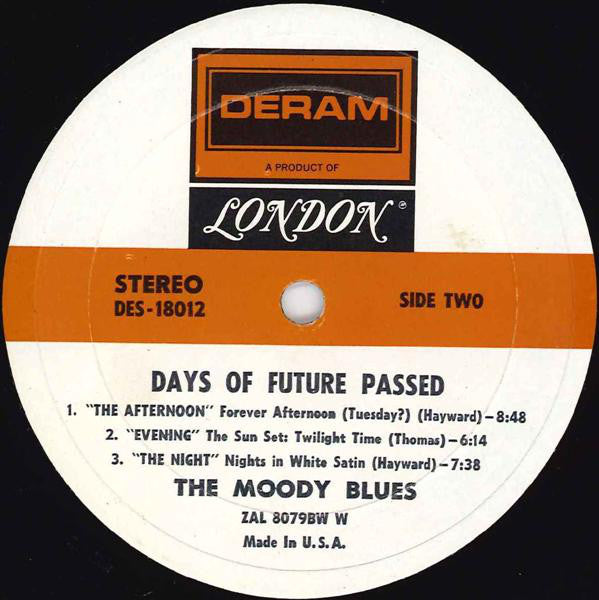 DERAM
A PRODUCT OF
LONDON®
STEREO
DES-18012
SIDE TWO
DAYS OF FUTURE PASSED
1. "THE AFTERNOON" Forever Afternoon (Tuesday?) (Hayward)–8:48
2. "EVENING" The Sun Set: Twilight Time (Thomas)–6:14
3. "THE NIGHT" Nights in White Satin (Hayward)–7:38
THE MOODY BLUES
ZAL 8079BW W
Made In U.S.A.